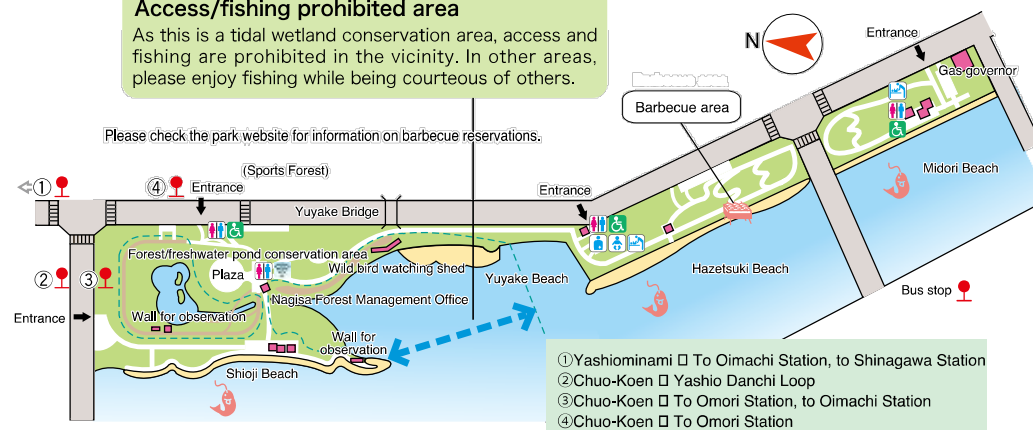 Access/fishing prohibited area
As this is a tidal wetland conservation area, access and
fishing are prohibited in the vicinity. In other areas,
please enjoy fishing while being courteous of others.
N
Entrance
Gas governor
Barbecue area
Please check the park website for information on barbecue reservations.
Midori Beach
(Sports Forest)
①
④
Entrance
Entrance
Yuyake Bridge
Forest/freshwater pond conservation area
Wild bird watching shed
Plaza
Yuyake Beach
Hazetsuki Beach
②
③
Bus stop
Nagisa Forest Management Office
Entrance
Wall for observation
Wall for
observation
Shioji Beach
①Yashiominami □ To Oimachi Station, to Shinagawa Station
②Chuo-Koen □ Yashio Danchi Loop
③Chuo-Koen □ To Omori Station, to Oimachi Station
④Chuo-Koen □ To Omori Station